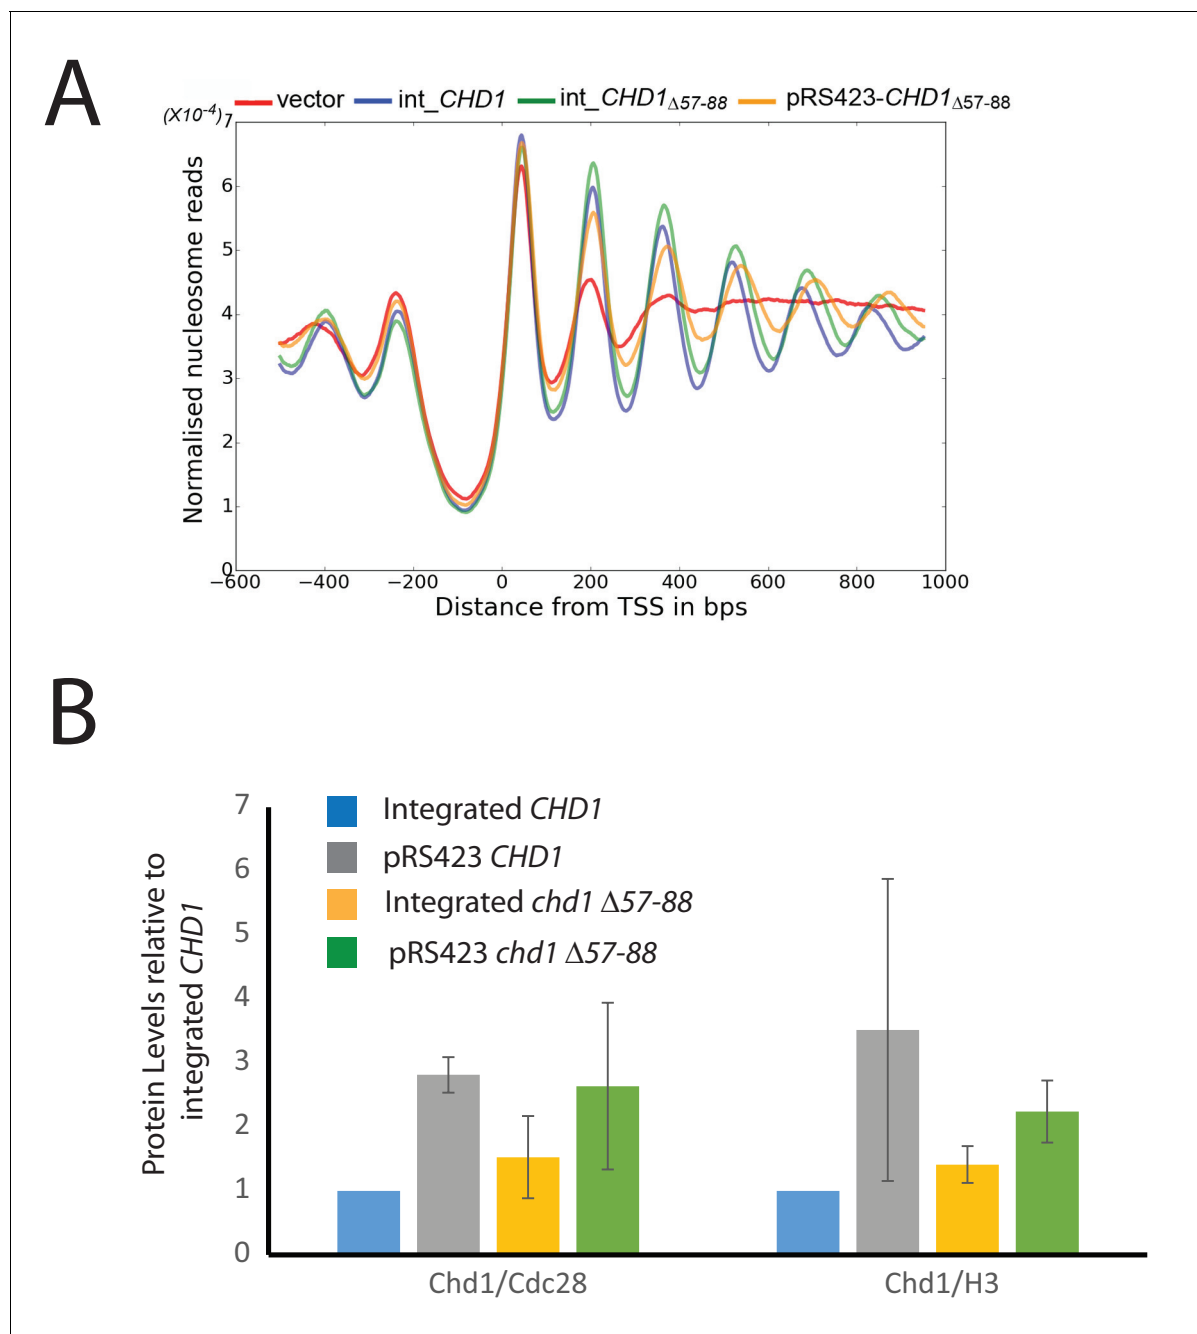 A
(X10⁻⁴) vector int_CHD1 int_CHD1Δ57-88 pRS423-CHD1Δ57-88
7
6
5
4
3
2
1
0
Normalised nucleosome reads
−600 −400 −200 0 200 400 600 800 1000
Distance from TSS in bps
B
7
6
5
4
3
2
1
0
Protein Levels relative to
integrated CHD1
Integrated CHD1
pRS423 CHD1
Integrated chd1 Δ57-88
pRS423 chd1 Δ57-88
Chd1/Cdc28 Chd1/H3